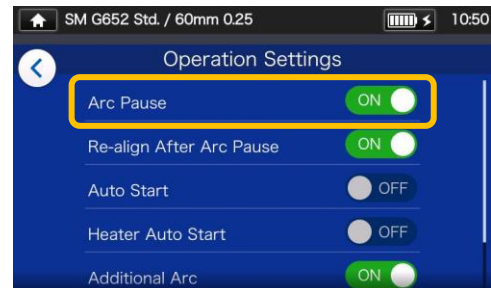 SM G652 Std. / 60mm 0.25 10:50
Operation Settings
Arc Pause ON
Re-align After Arc Pause ON
Auto Start OFF
Heater Auto Start OFF
Additional Arc ON